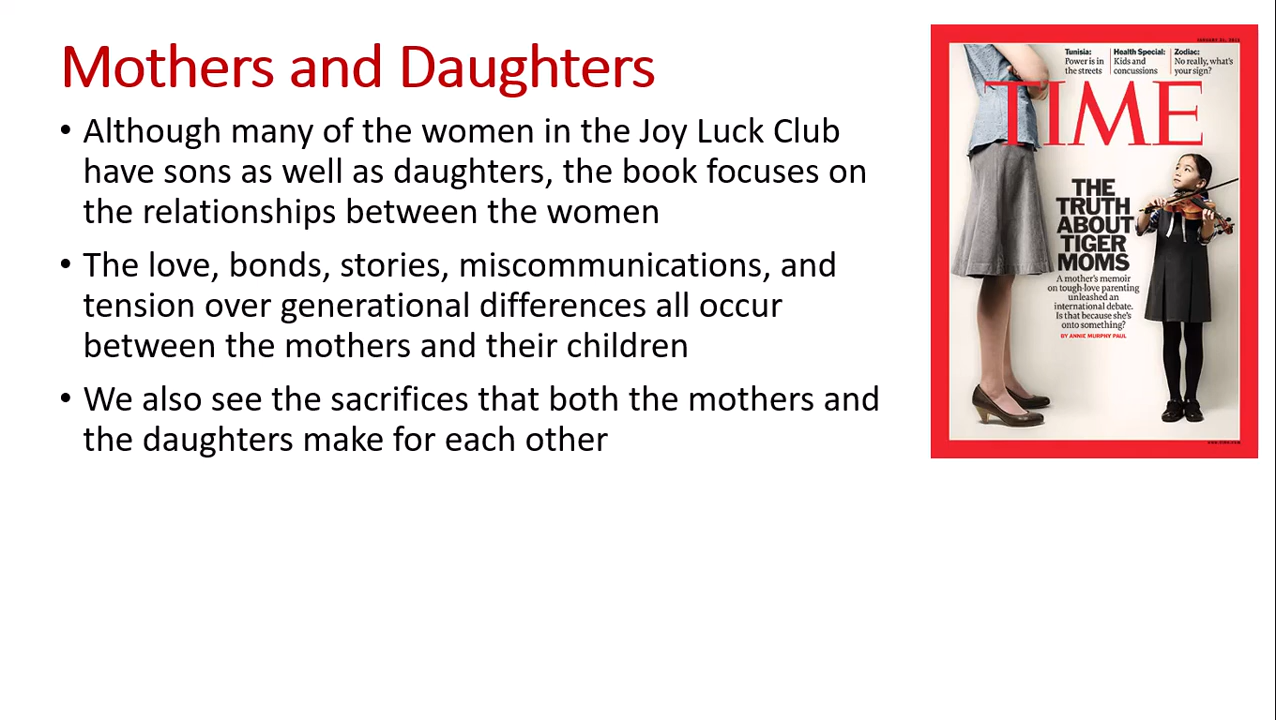 Mothers and Daughters
• Although many of the women in the Joy Luck Club
have sons as well as daughters, the book focuses on
the relationships between the women
• The love, bonds, stories, miscommunications, and
tension over generational differences all occur
between the mothers and their children
• We also see the sacrifices that both the mothers and
the daughters make for each other
Tunisia:
Power is in
the streets
Health Special:
Kids and
concussions
Zodiac:
No really, what's
your sign?
TIME
THE
TRUTH
ABOUT
TIGER
MOMS
A mother's memoir
on tough-love parenting
unleashed an
international debate.
Is that because she's
onto something?
BY ANNIE MURPHY PAUL